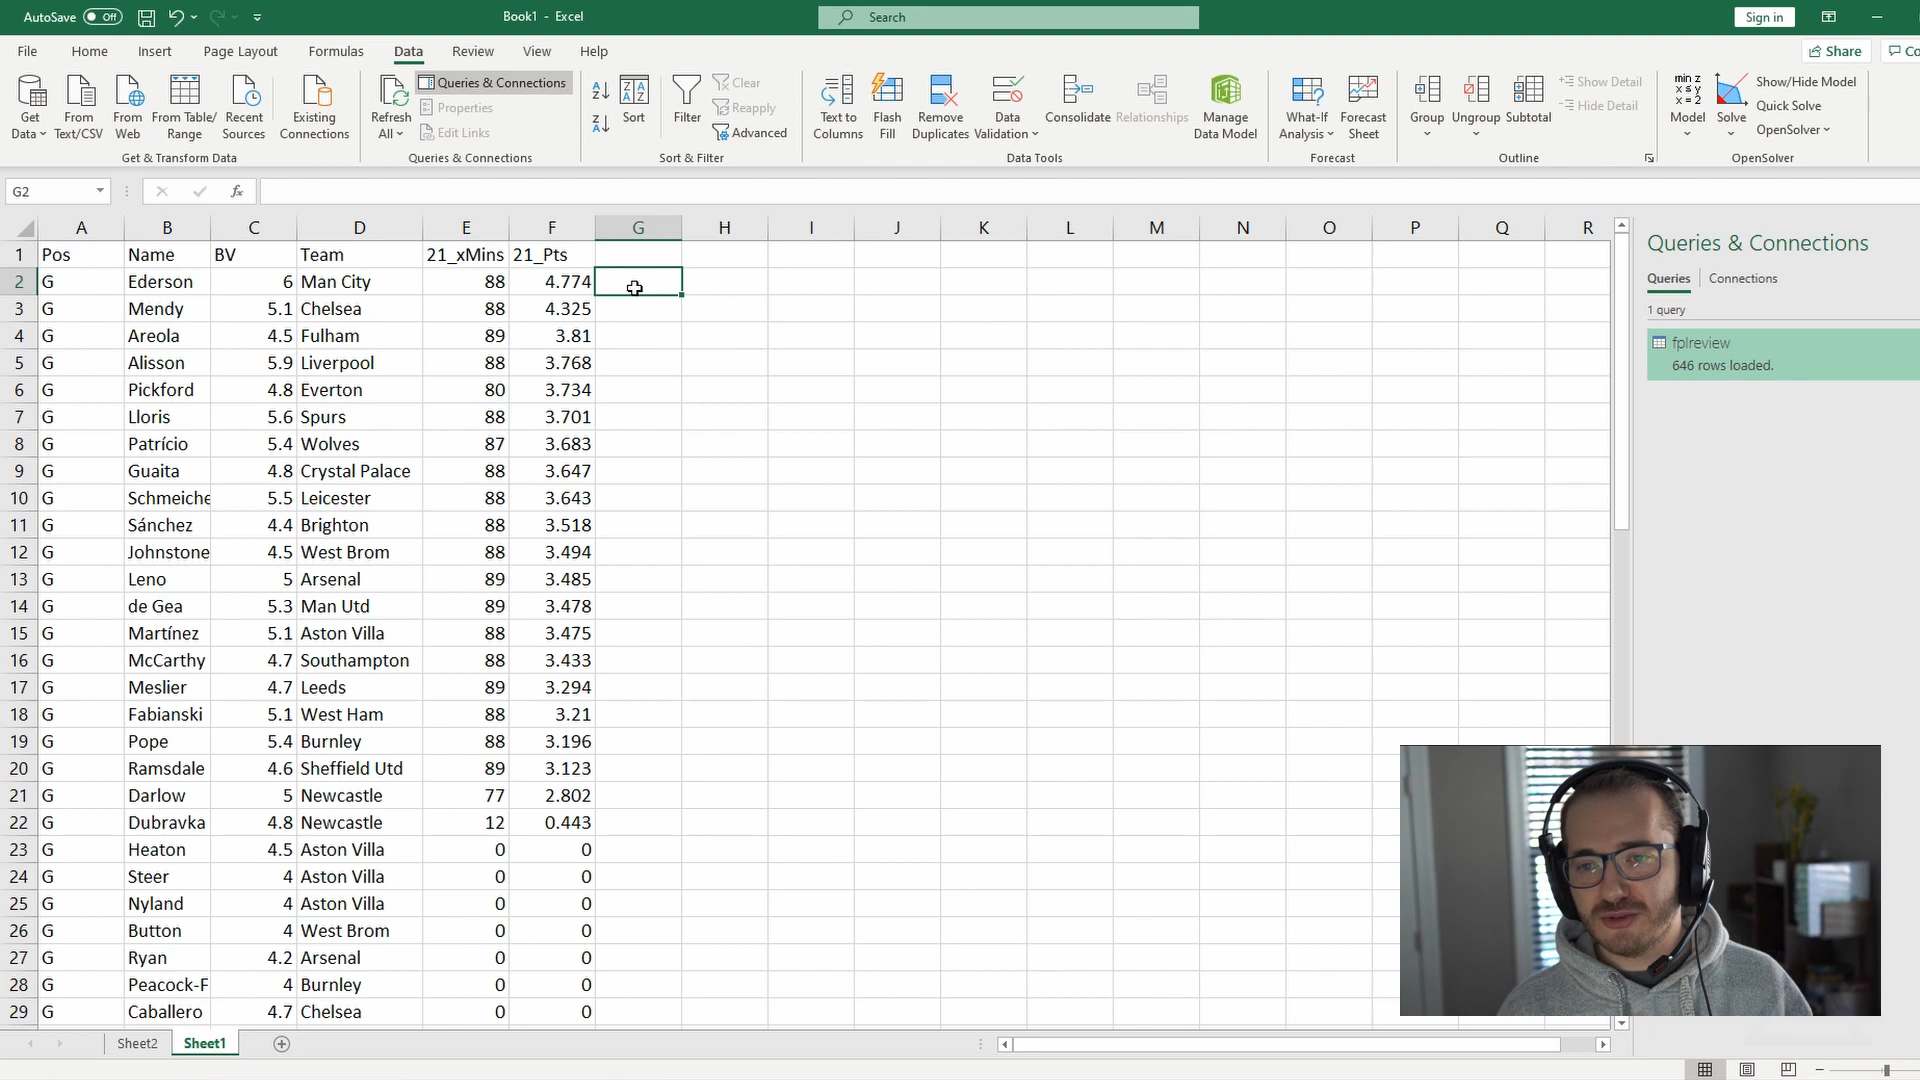 AutoSave Off Book1 - Excel Search Sign in
File Home Insert Page Layout Formulas Data Review View Help Share Co
Get Data
From Text/CSV
From Web
From Table/ Range
Recent Sources
Existing Connections
Get & Transform Data
Refresh All
Queries & Connections
Properties
Edit Links
Queries & Connections
Sort
Filter
Clear
Reapply
Advanced
Sort & Filter
Text to Columns
Flash Fill
Remove Duplicates
Data Validation
Consolidate
Relationships
Manage Data Model
Data Tools
What-If Analysis
Forecast Sheet
Forecast
Group
Ungroup
Subtotal
Show Detail
Hide Detail
Outline
min z
x ≤ y
x = 2
Model
Solve
Show/Hide Model
Quick Solve
OpenSolver
OpenSolver
G2 fx
A B C D E F G H I J K L M N O P Q R
1 Pos Name BV Team 21_xMins 21_Pts
2 G Ederson 6 Man City 88 4.774
3 G Mendy 5.1 Chelsea 88 4.325
4 G Areola 4.5 Fulham 89 3.81
5 G Alisson 5.9 Liverpool 88 3.768
6 G Pickford 4.8 Everton 80 3.734
7 G Lloris 5.6 Spurs 88 3.701
8 G Patrício 5.4 Wolves 87 3.683
9 G Guaita 4.8 Crystal Palace 88 3.647
10 G Schmeiche 5.5 Leicester 88 3.643
11 G Sánchez 4.4 Brighton 88 3.518
12 G Johnstone 4.5 West Brom 88 3.494
13 G Leno 5 Arsenal 89 3.485
14 G de Gea 5.3 Man Utd 89 3.478
15 G Martínez 5.1 Aston Villa 88 3.475
16 G McCarthy 4.7 Southampton 88 3.433
17 G Meslier 4.7 Leeds 89 3.294
18 G Fabianski 5.1 West Ham 88 3.21
19 G Pope 5.4 Burnley 88 3.196
20 G Ramsdale 4.6 Sheffield Utd 89 3.123
21 G Darlow 5 Newcastle 77 2.802
22 G Dubravka 4.8 Newcastle 12 0.443
23 G Heaton 4.5 Aston Villa 0 0
24 G Steer 4 Aston Villa 0 0
25 G Nyland 4 Aston Villa 0 0
26 G Button 4 West Brom 0 0
27 G Ryan 4.2 Arsenal 0 0
28 G Peacock-F 4 Burnley 0 0
29 G Caballero 4.7 Chelsea 0 0
Queries & Connections
Queries Connections
1 query
fplreview
646 rows loaded.
Sheet2 Sheet1